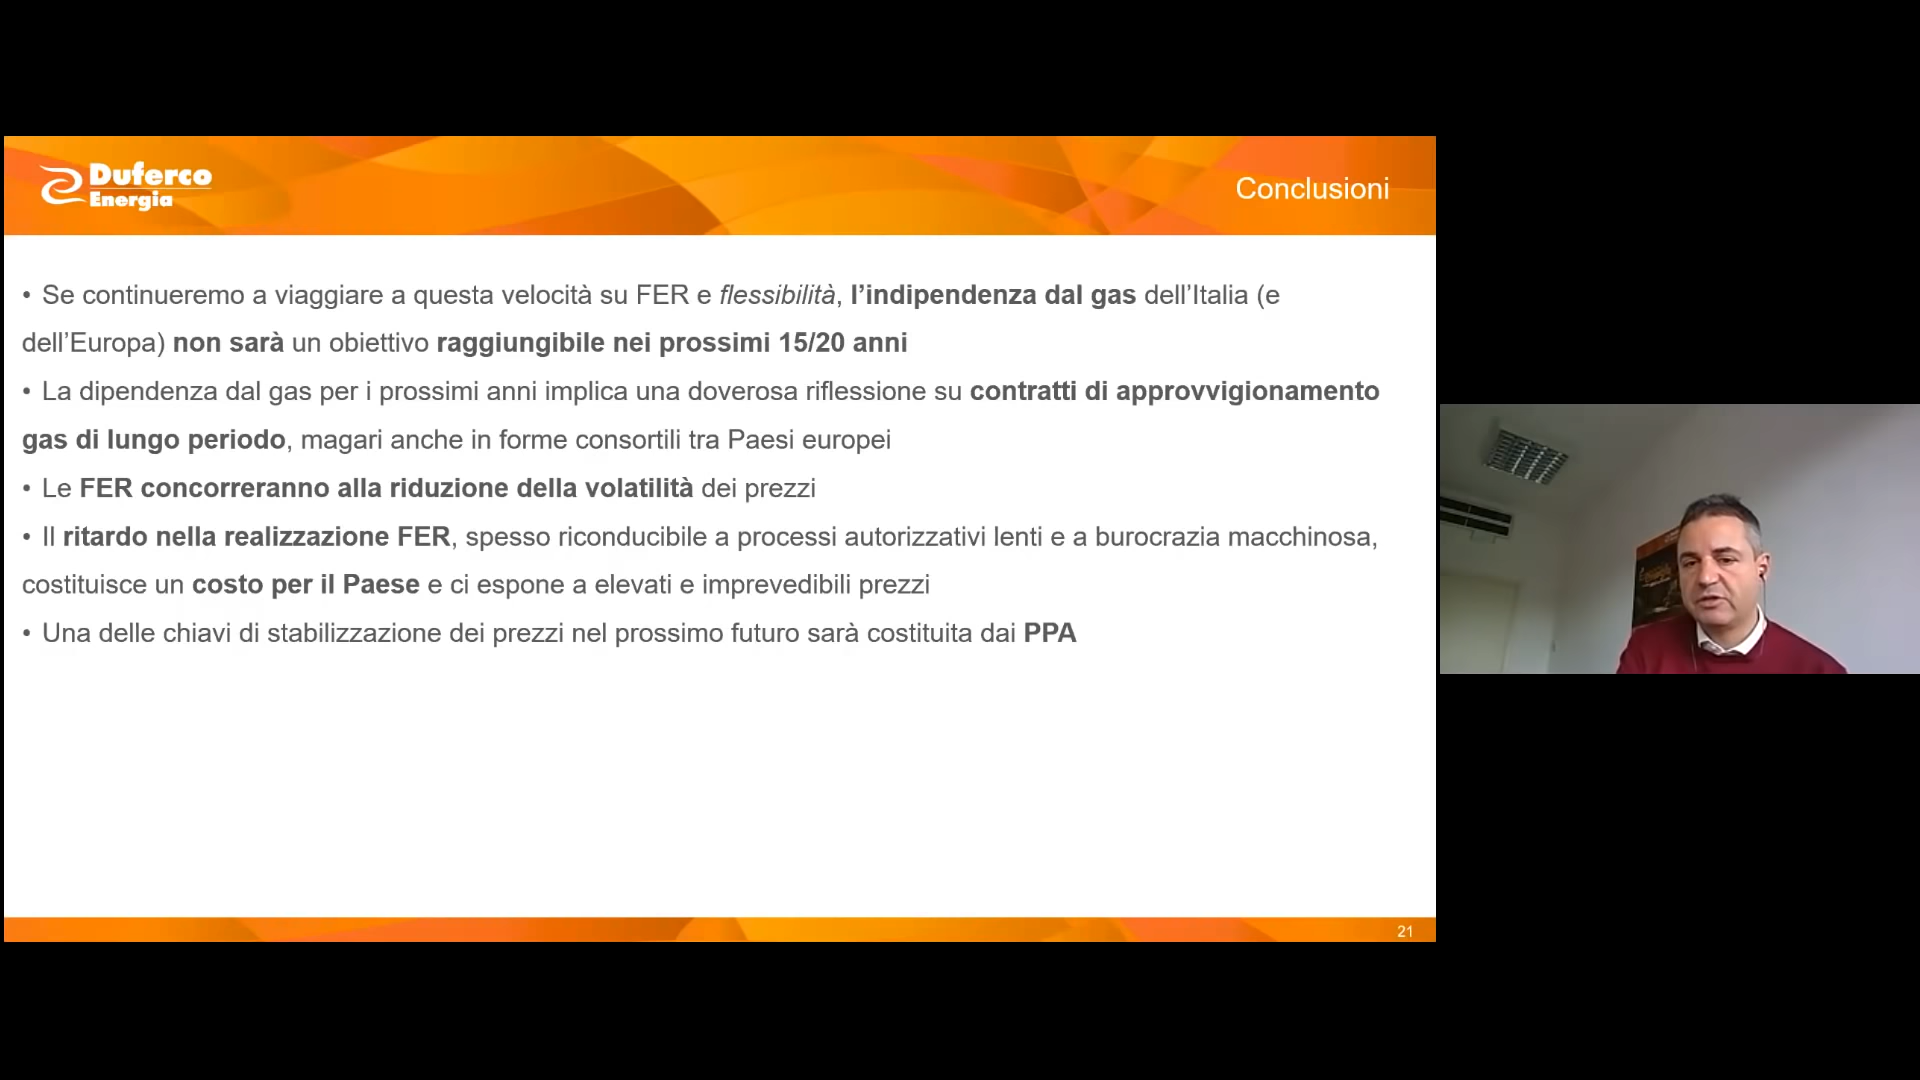 Duferco
Energia
Conclusioni
• Se continueremo a viaggiare a questa velocità su FER e flessibilità, l’indipendenza dal gas dell’Italia (e
dell’Europa) non sarà un obiettivo raggiungibile nei prossimi 15/20 anni
• La dipendenza dal gas per i prossimi anni implica una doverosa riflessione su contratti di approvvigionamento
gas di lungo periodo, magari anche in forme consortili tra Paesi europei
• Le FER concorreranno alla riduzione della volatilità dei prezzi
• Il ritardo nella realizzazione FER, spesso riconducibile a processi autorizzativi lenti e a burocrazia macchinosa,
costituisce un costo per il Paese e ci espone a elevati e imprevedibili prezzi
• Una delle chiavi di stabilizzazione dei prezzi nel prossimo futuro sarà costituita dai PPA
21